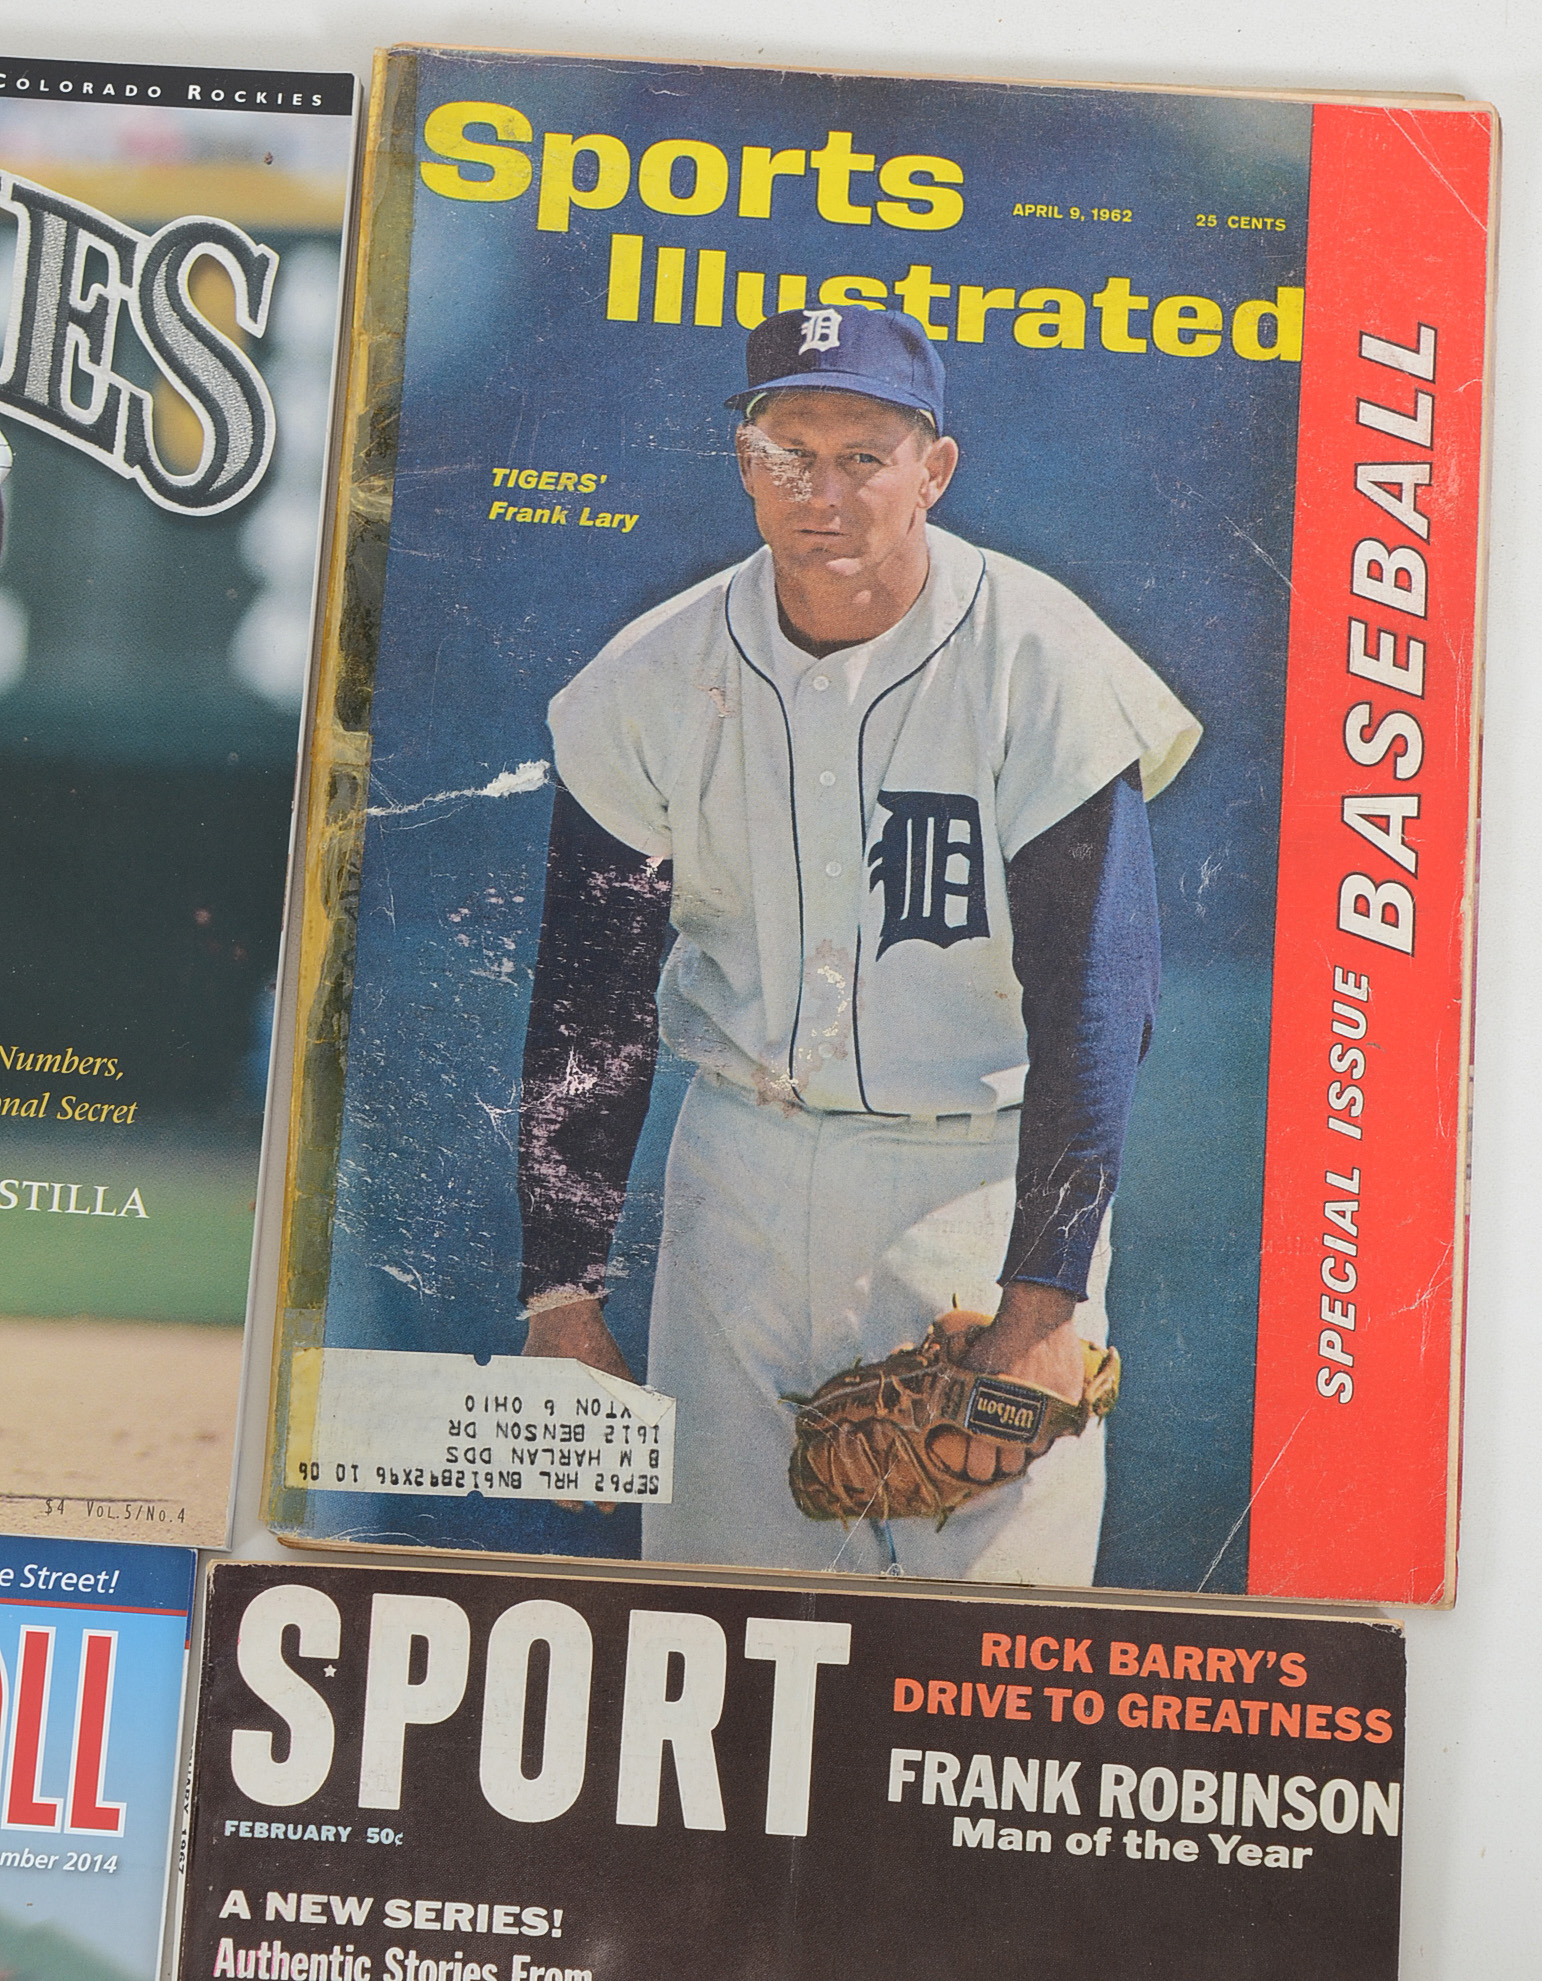 COLORADO ROCKIES
ES
Numbers,
nal Secret
STILLA
$4 VOL.5/NO.4
Sports
Illustrated
APRIL 9, 1962 25 CENTS
TIGERS'
Frank Lary
SPECIAL ISSUE BASEBALL
D
D
Wilson
SEP62 HRL BN612B92X96 10 06
B M HARLAN DDS
1612 BENSON DR
YTON 6 OHIO
e Street!
LL
mber 2014
1967
SPORT
FEBRUARY 50¢
RICK BARRY'S
DRIVE TO GREATNESS
FRANK ROBINSON
Man of the Year
A NEW SERIES!
Authentic Stories From